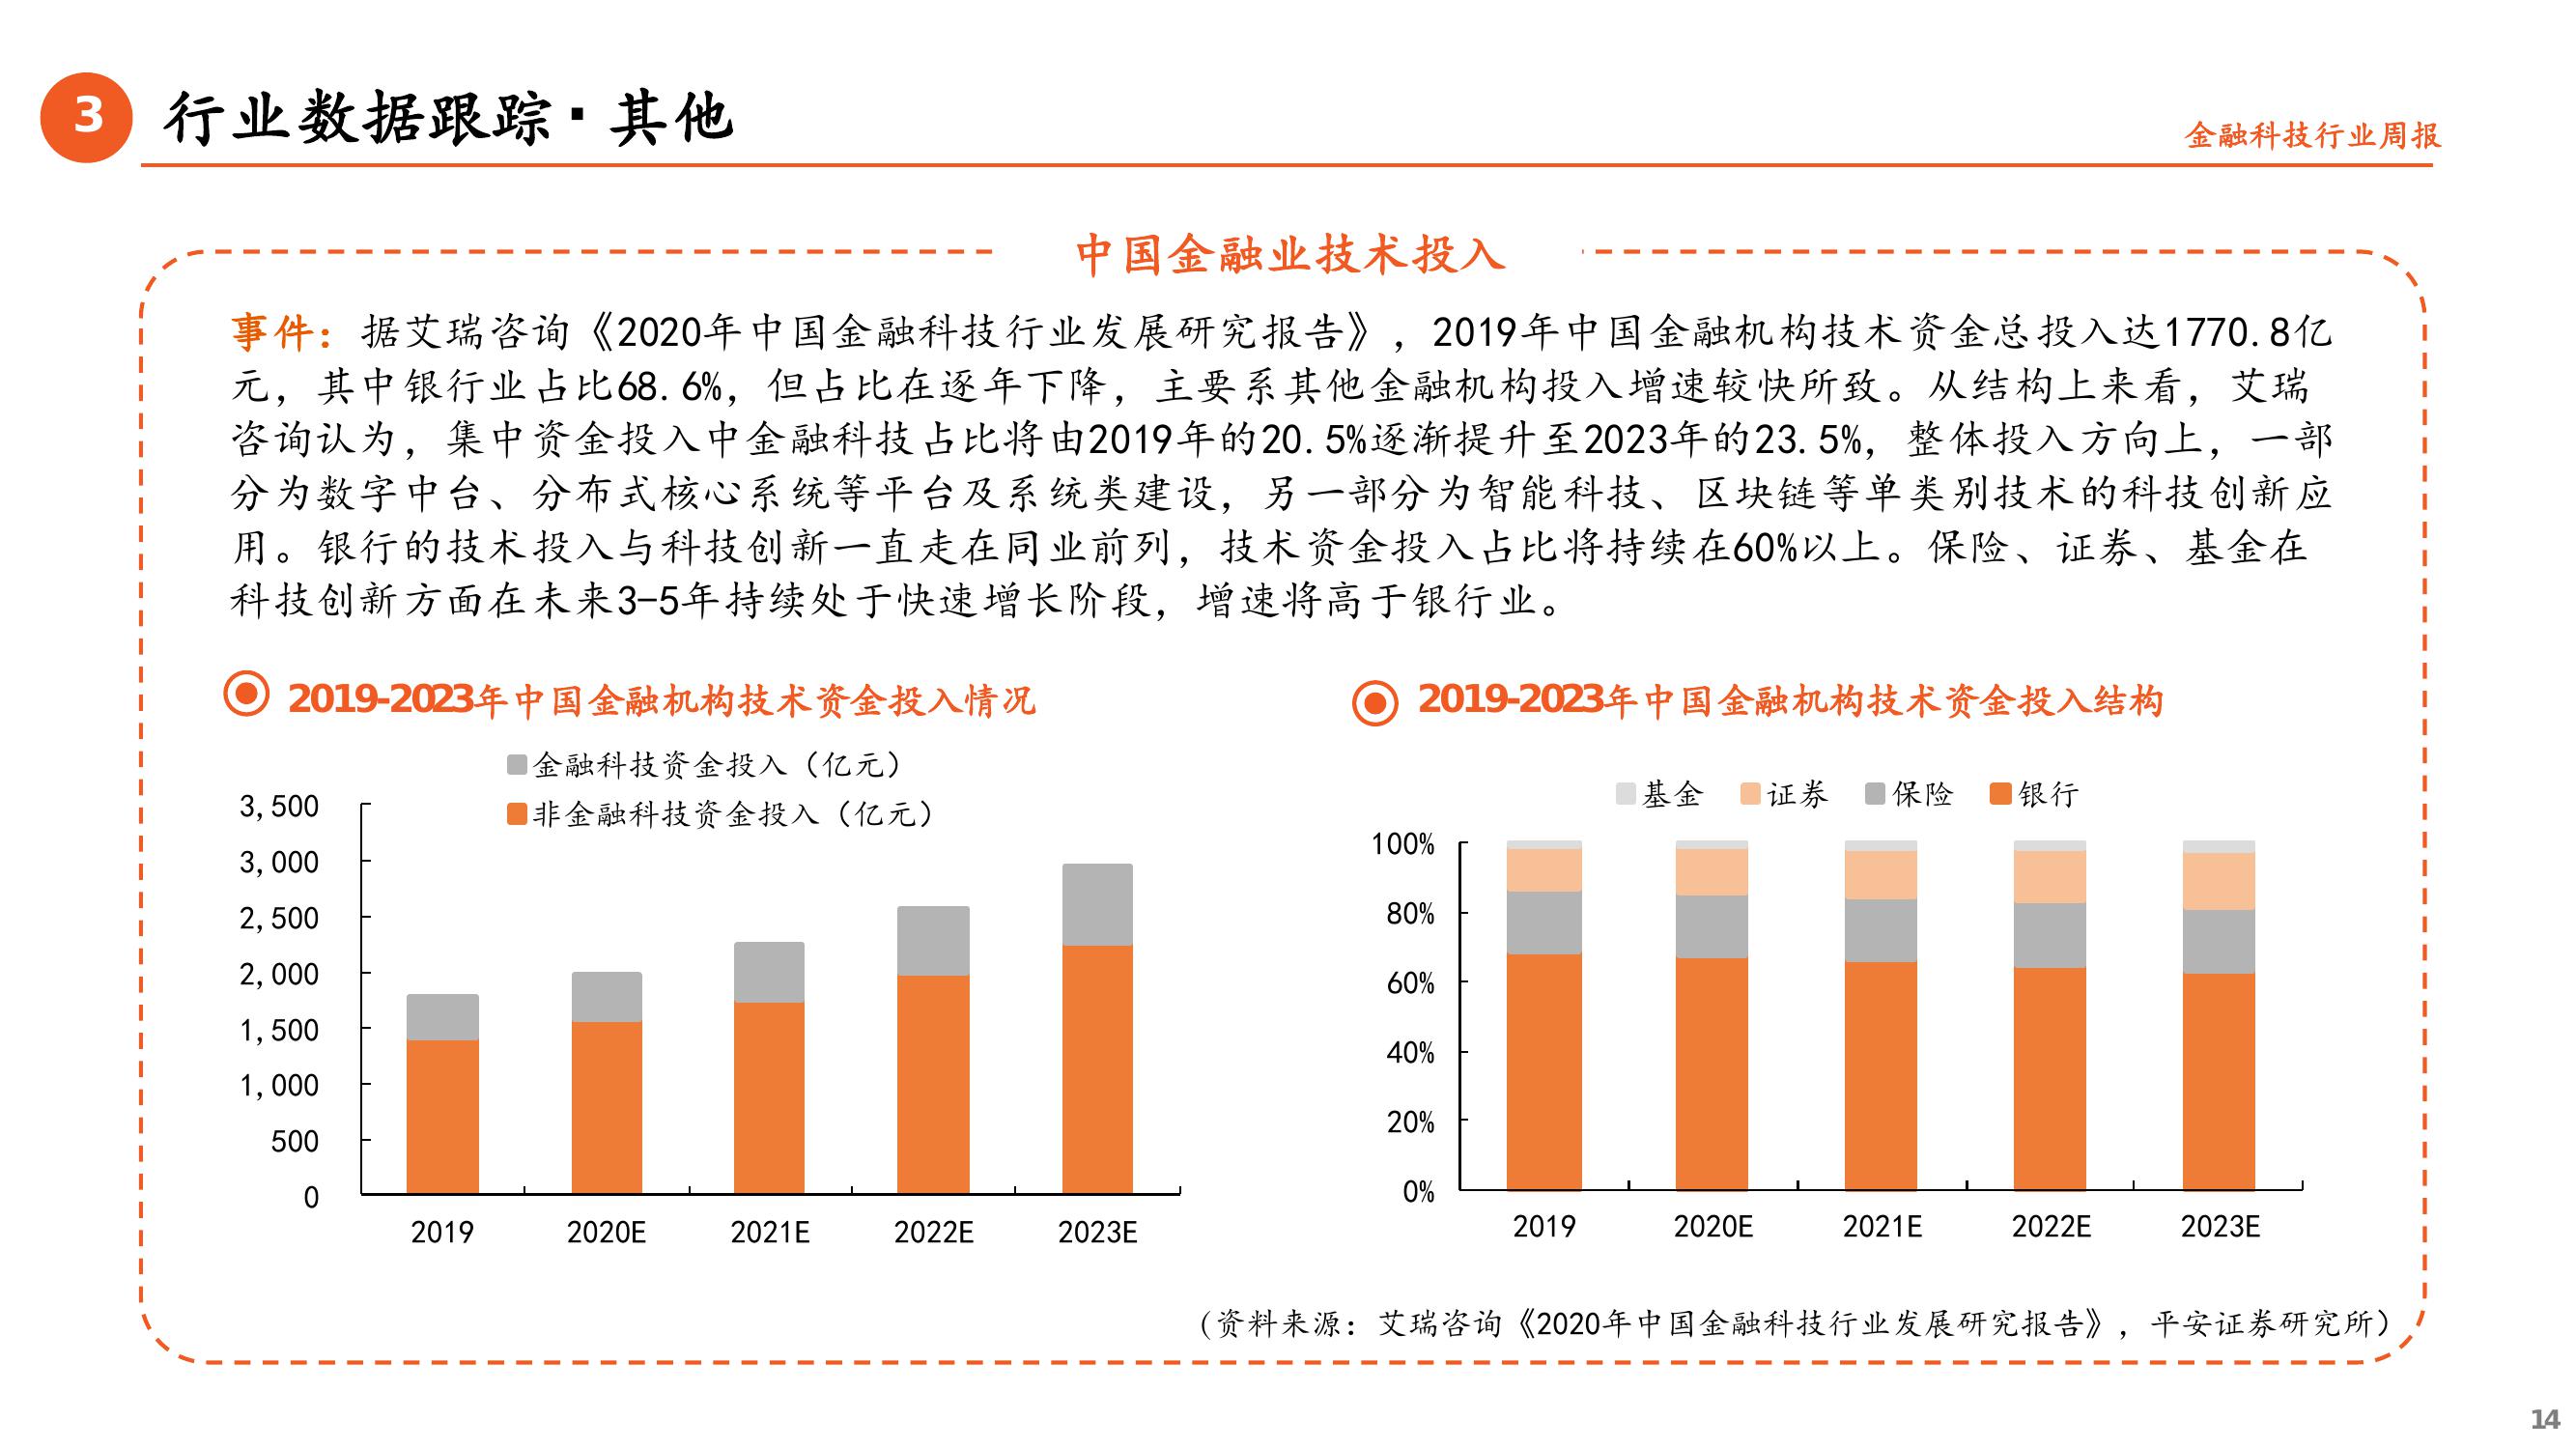 3
行业数据跟踪▪其他
金融科技行业周报
中国金融业技术投入
事件：据艾瑞咨询《2020年中国金融科技行业发展研究报告》，2019年中国金融机构技术资金总投入达1770.8亿
元，其中银行业占比68.6%，但占比在逐年下降，主要系其他金融机构投入增速较快所致。从结构上来看，艾瑞
咨询认为，集中资金投入中金融科技占比将由2019年的20.5%逐渐提升至2023年的23.5%，整体投入方向上，一部
分为数字中台、分布式核心系统等平台及系统类建设，另一部分为智能科技、区块链等单类别技术的科技创新应
用。银行的技术投入与科技创新一直走在同业前列，技术资金投入占比将持续在60%以上。保险、证券、基金在
科技创新方面在未来3-5年持续处于快速增长阶段，增速将高于银行业。
2019-2023年中国金融机构技术资金投入情况
金融科技资金投入（亿元）
非金融科技资金投入（亿元）
3,500
3,000
2,500
2,000
1,500
1,000
500
0
2019 2020E 2021E 2022E 2023E
2019-2023年中国金融机构技术资金投入结构
基金 证券 保险 银行
100%
80%
60%
40%
20%
0%
2019 2020E 2021E 2022E 2023E
（资料来源：艾瑞咨询《2020年中国金融科技行业发展研究报告》，平安证券研究所）
14